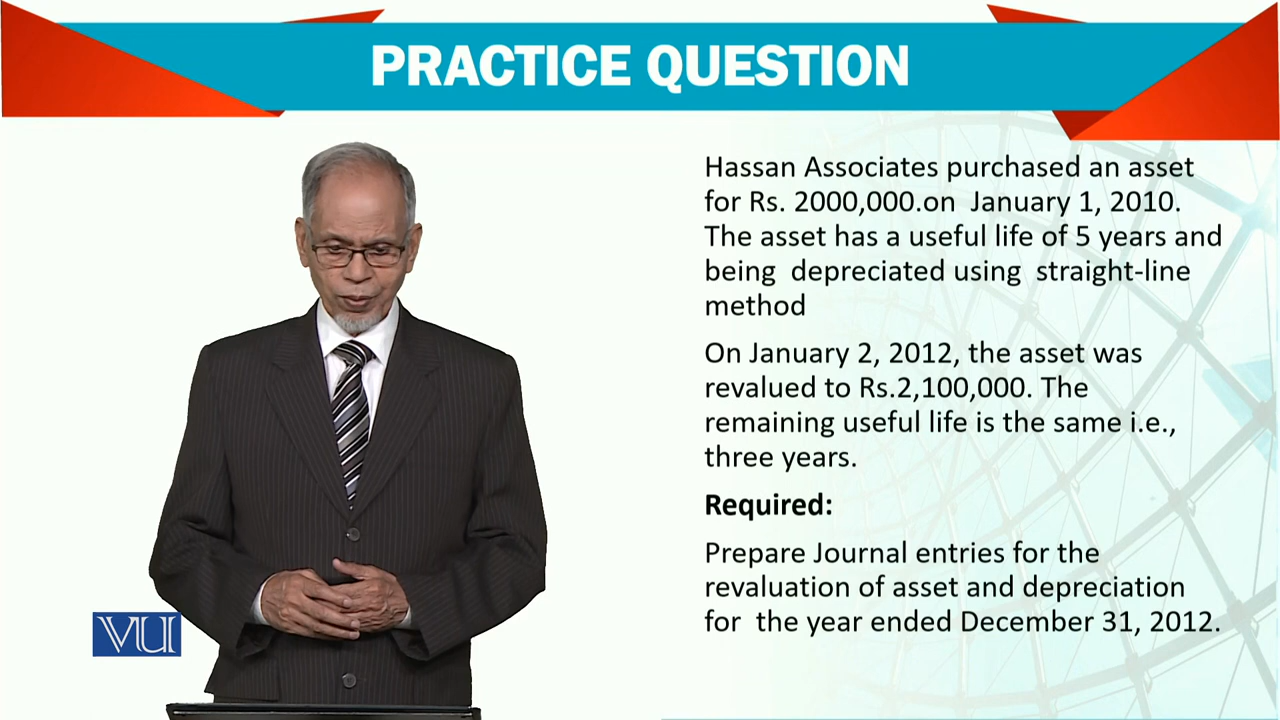 PRACTICE QUESTION
Hassan Associates purchased an asset
for Rs. 2000,000.on January 1, 2010.
The asset has a useful life of 5 years and
being depreciated using straight-line
method
On January 2, 2012, the asset was
revalued to Rs.2,100,000. The
remaining useful life is the same i.e.,
three years.
Required:
Prepare Journal entries for the
revaluation of asset and depreciation
for the year ended December 31, 2012.
VU